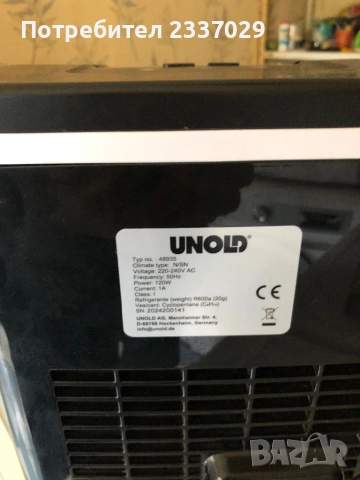 Потребител 2337029
UNOLD®
Typ no.: 48935
Climate type: N/SN
Voltage: 220-240V AC
Frequency: 50Hz
Power: 120W
Current: 1A
Class: I
Refrigerante (weight) R600a (20g)
Vesicant: Cyclopentane (C₅H₁₀)
SN: 2024200141
UNOLD AG, Mannheimer Str. 4,
D-68766 Hockenheim, Germany
info@unold.de
CE
BAZAR